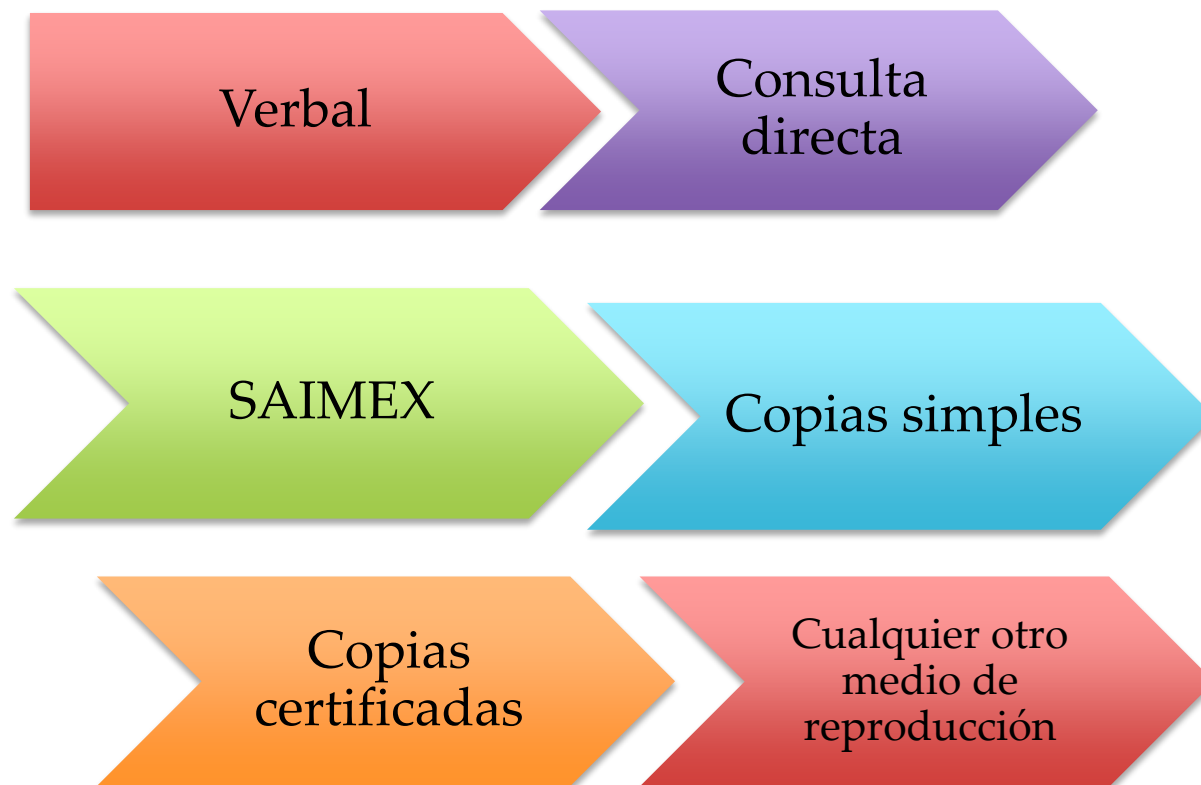 Verbal
Consulta
directa
SAIMEX
Copias simples
Copias
certificadas
Cualquier otro
medio de
reproducción